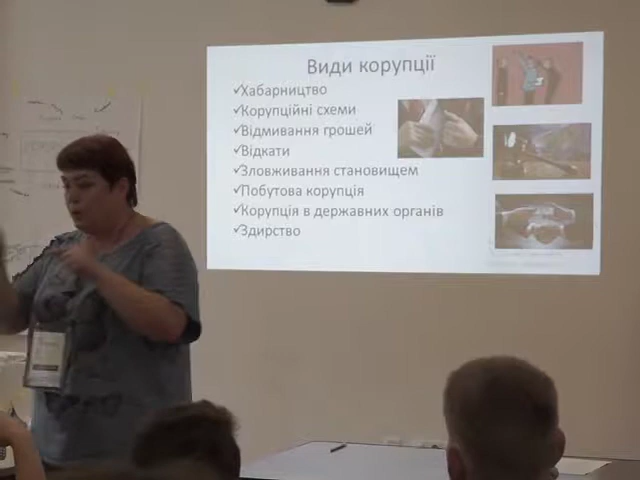 Види корупції
✓Хабарництво
✓Корупційні схеми
✓Відмивання грошей
✓Відкати
✓Зловживання становищем
✓Побутова корупція
✓Корупція в державних органів
✓Здирство